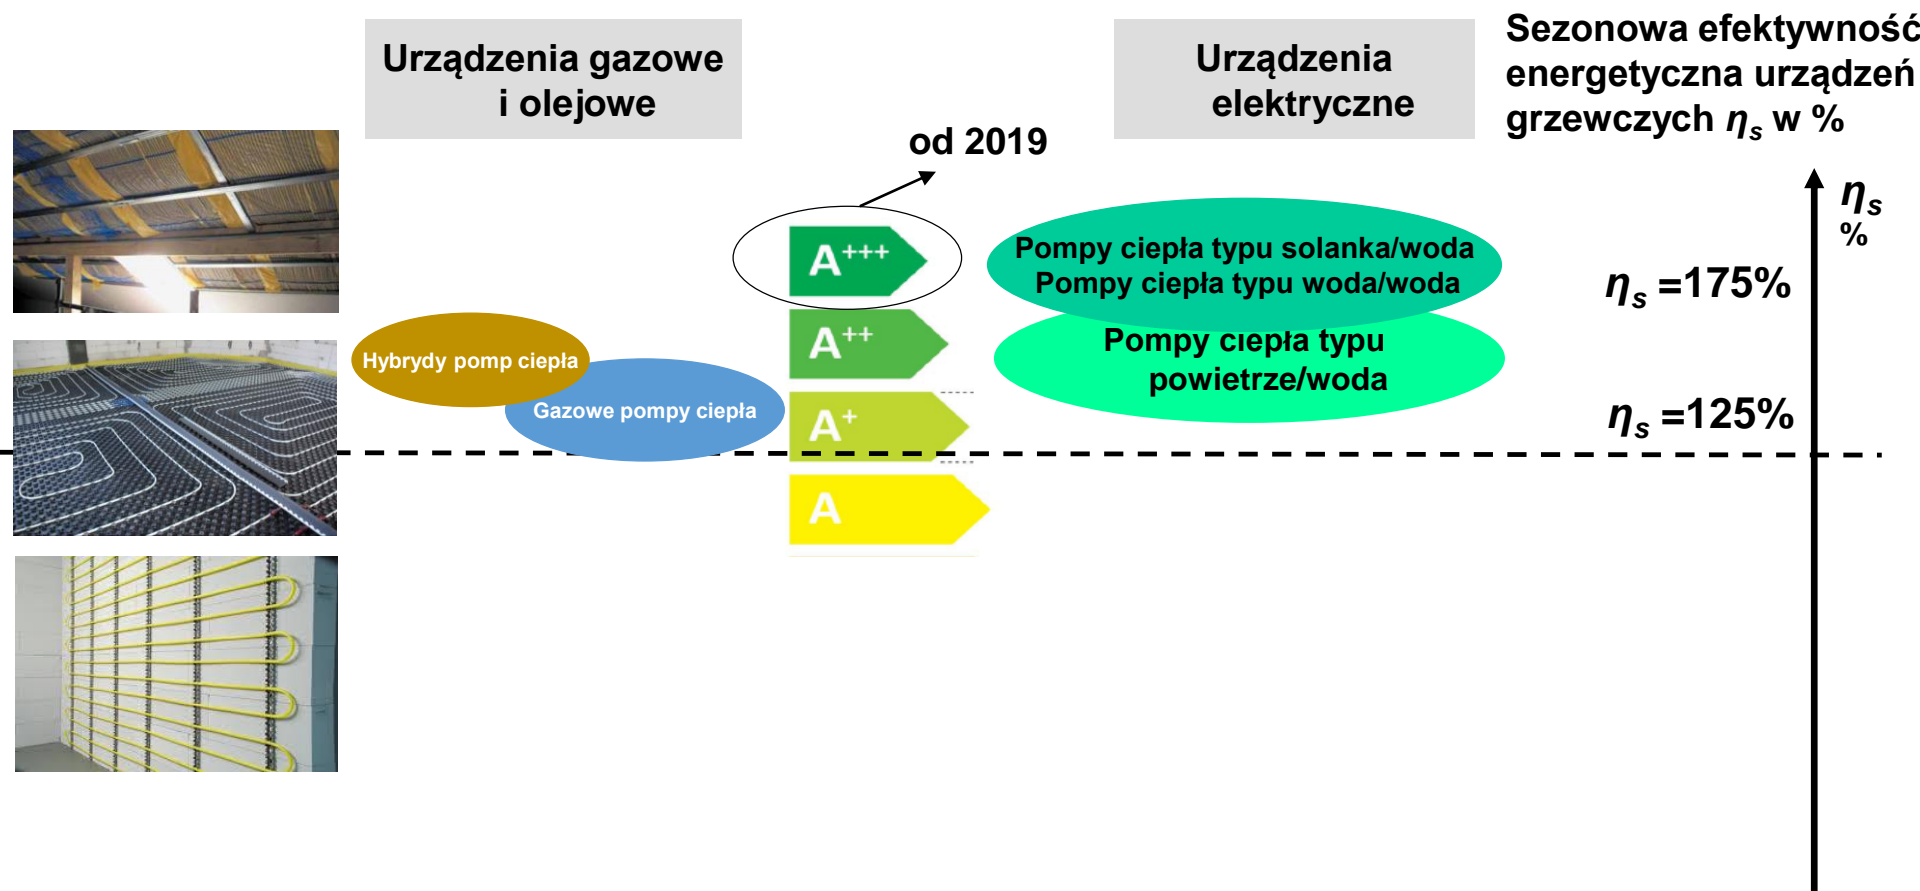 Urządzenia gazowe
i olejowe
Urządzenia
elektryczne
Sezonowa efektywność
energetyczna urządzeń
grzewczych ηs w %
od 2019
ηs
%
A+++
Pompy ciepła typu solanka/woda
Pompy ciepła typu woda/woda
ηs =175%
A++
Hybrydy pomp ciepła
Pompy ciepła typu
powietrze/woda
Gazowe pompy ciepła
A+
ηs =125%
A